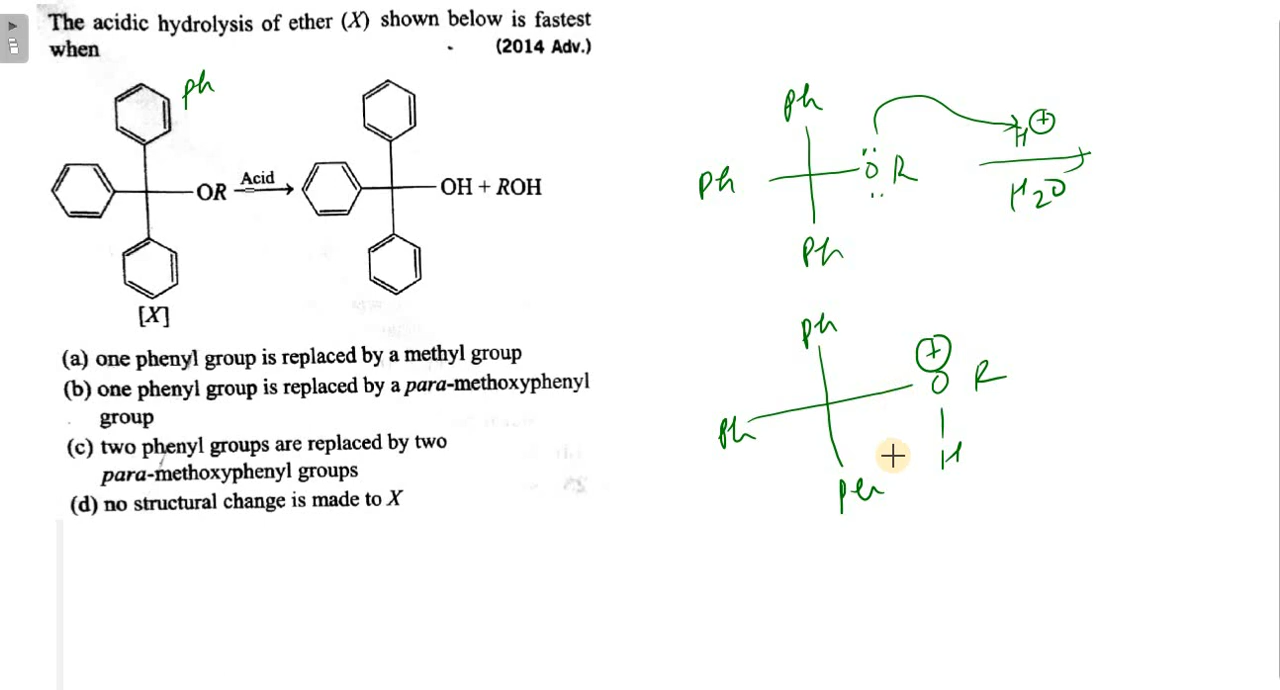 The acidic hydrolysis of ether (X) shown below is fastest
when (2014 Adv.)
ph
OR Acid OH + ROH
[X]
(a) one phenyl group is replaced by a methyl group
(b) one phenyl group is replaced by a para-methoxyphenyl
group
(c) two phenyl groups are replaced by two
para-methoxyphenyl groups
(d) no structural change is made to X
Ph
Ph ÖR H⊕
H2O
Ph
Ph
⊕
O R
Ph
H
Ph